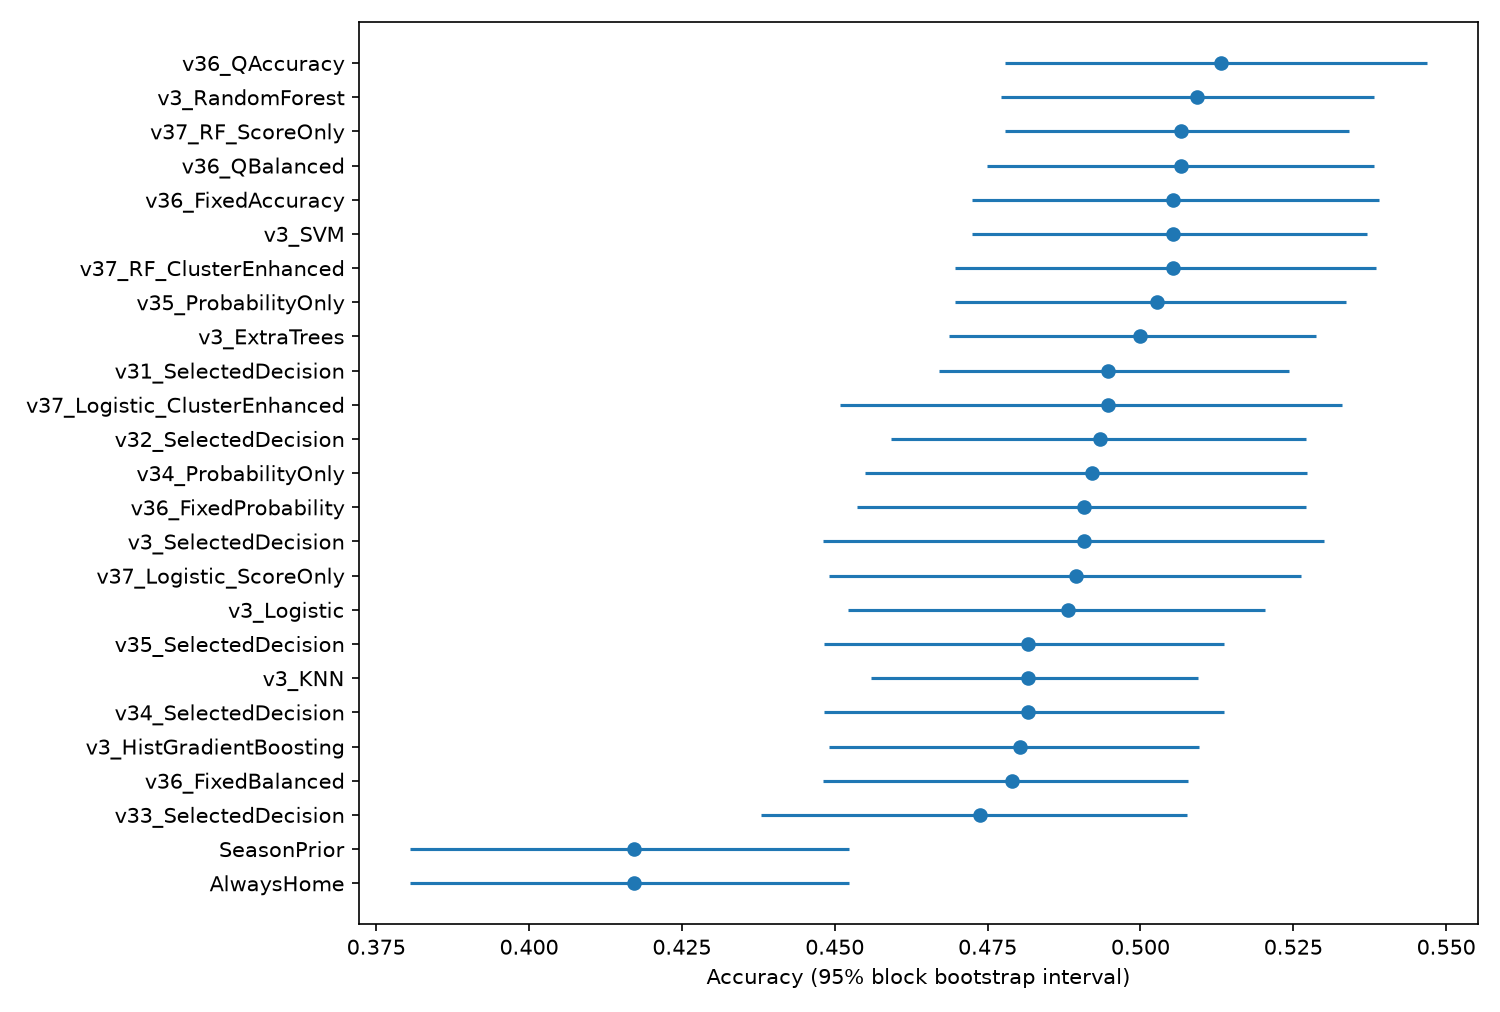 v36_QAccuracy
v3_RandomForest
v37_RF_ScoreOnly
v36_QBalanced
v36_FixedAccuracy
v3_SVM
v37_RF_ClusterEnhanced
v35_ProbabilityOnly
v3_ExtraTrees
v31_SelectedDecision
v37_Logistic_ClusterEnhanced
v32_SelectedDecision
v34_ProbabilityOnly
v36_FixedProbability
v3_SelectedDecision
v37_Logistic_ScoreOnly
v3_Logistic
v35_SelectedDecision
v3_KNN
v34_SelectedDecision
v3_HistGradientBoosting
v36_FixedBalanced
v33_SelectedDecision
SeasonPrior
AlwaysHome
0.375 0.400 0.425 0.450 0.475 0.500 0.525 0.550
Accuracy (95% block bootstrap interval)